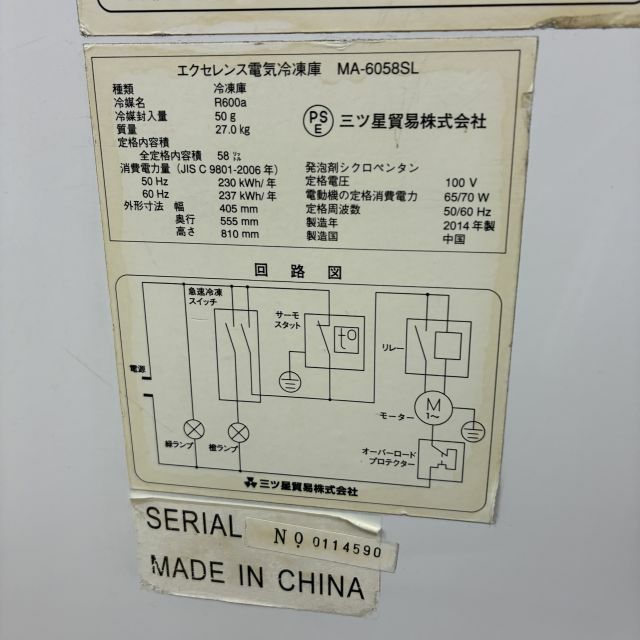 エクセレンス電気冷凍庫 MA-6058SL
種類 冷凍庫
冷媒名 R600a
冷媒封入量 50 g
質量 27.0 kg
定格内容積
全定格内容積 58 ㍑
消費電力量 (JIS C 9801-2006 年)
50 Hz 230 kWh/年
60 Hz 237 kWh/年
外形寸法 幅 405 mm
奥行 555 mm
高さ 810 mm
PS
E
三ツ星貿易株式会社
発泡剤シクロペンタン
定格電圧 100 V
電動機の定格消費電力 65/70 W
定格周波数 50/60 Hz
製造年 2014 年製
製造国 中国
回路図
急速冷凍
スイッチ
サーモ
スタット
to
リレー
電源
モーター
M
1~
緑ランプ
橙ランプ
オーバーロード
プロテクター
三ツ星貿易株式会社
SERIAL NO. 0114590
MADE IN CHINA